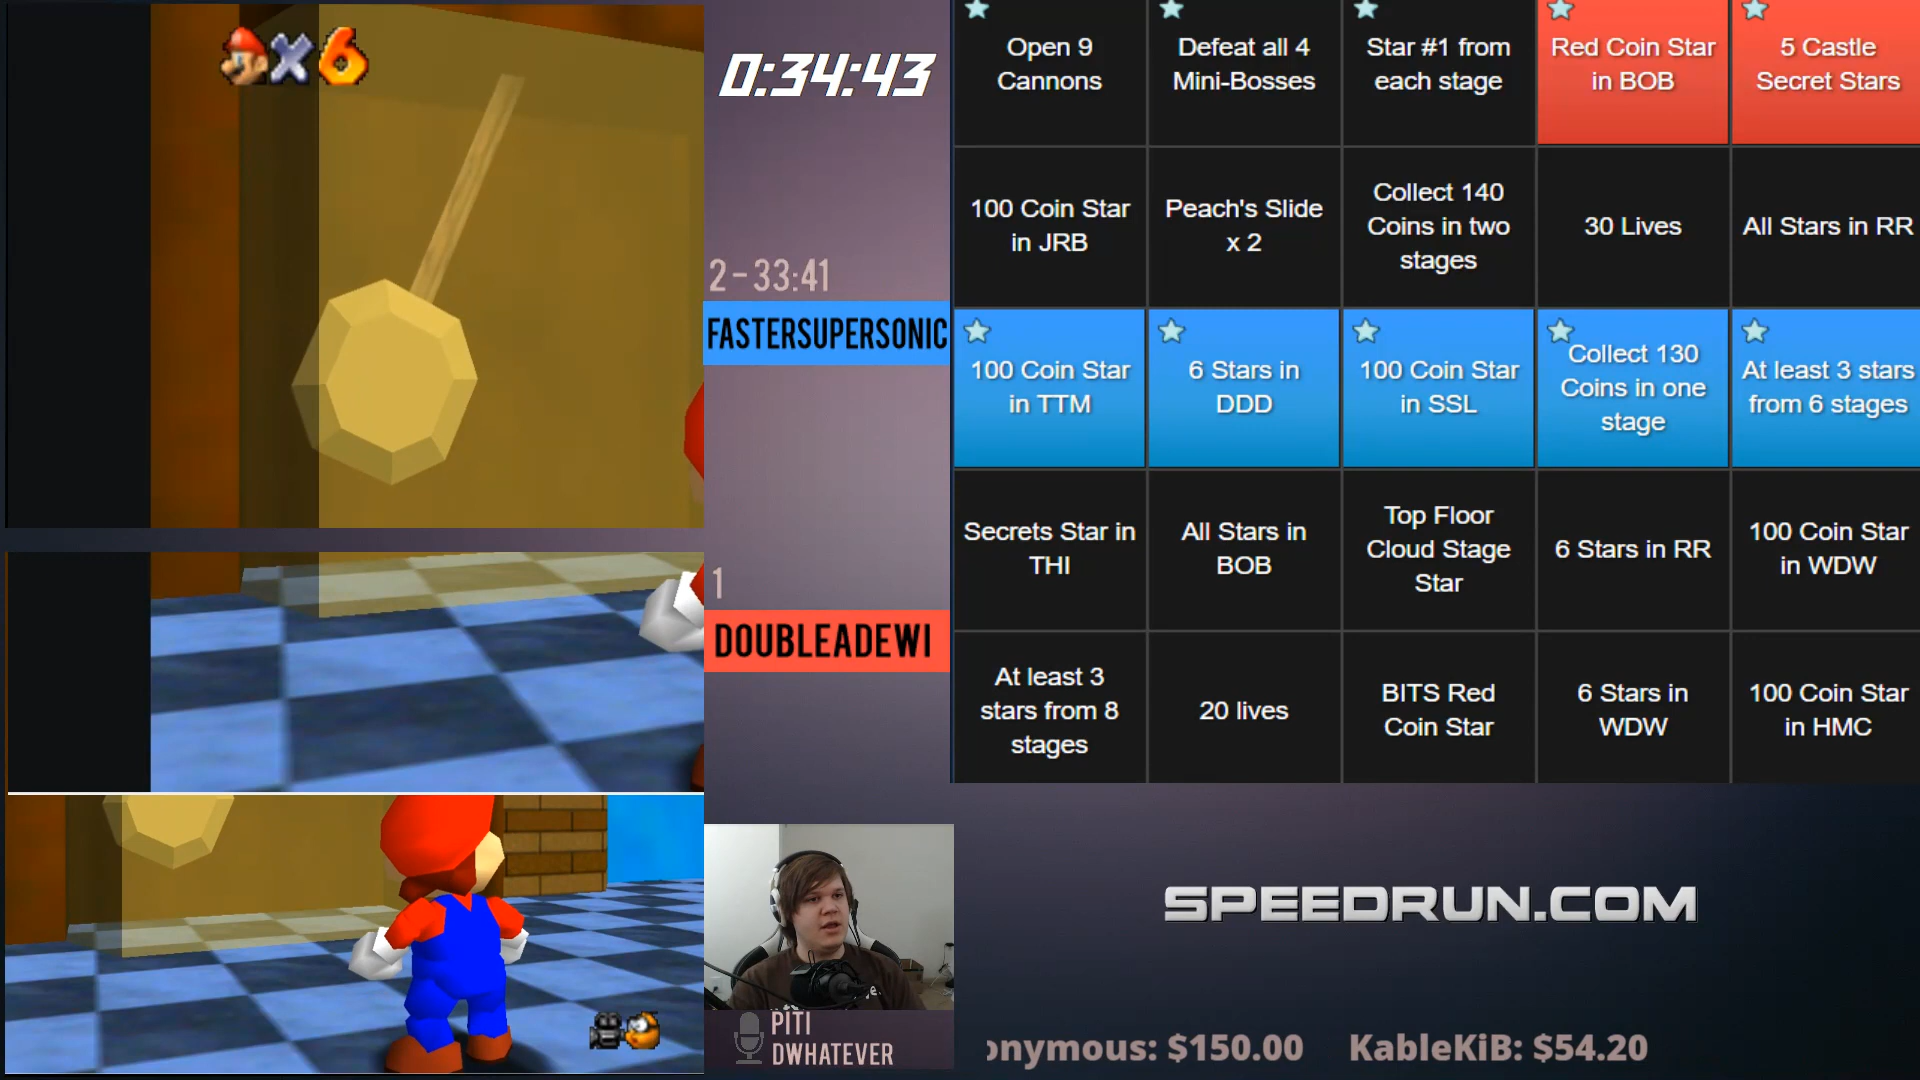 x 6
0:34:43
2-33:41
FASTERSUPERSONIC
1
DOUBLEADEWI
PITI
DWHATEVER
Open 9
Cannons
Defeat all 4
Mini-Bosses
Star #1 from
each stage
Red Coin Star
in BOB
5 Castle
Secret Stars
100 Coin Star
in JRB
Peach's Slide
x 2
Collect 140
Coins in two
stages
30 Lives
All Stars in RR
100 Coin Star
in TTM
6 Stars in
DDD
100 Coin Star
in SSL
Collect 130
Coins in one
stage
At least 3 stars
from 6 stages
Secrets Star in
THI
All Stars in
BOB
Top Floor
Cloud Stage
Star
6 Stars in RR
100 Coin Star
in WDW
At least 3
stars from 8
stages
20 lives
BITS Red
Coin Star
6 Stars in
WDW
100 Coin Star
in HMC
SPEEDRUN.COM
onymous: $150.00 KableKiB: $54.20